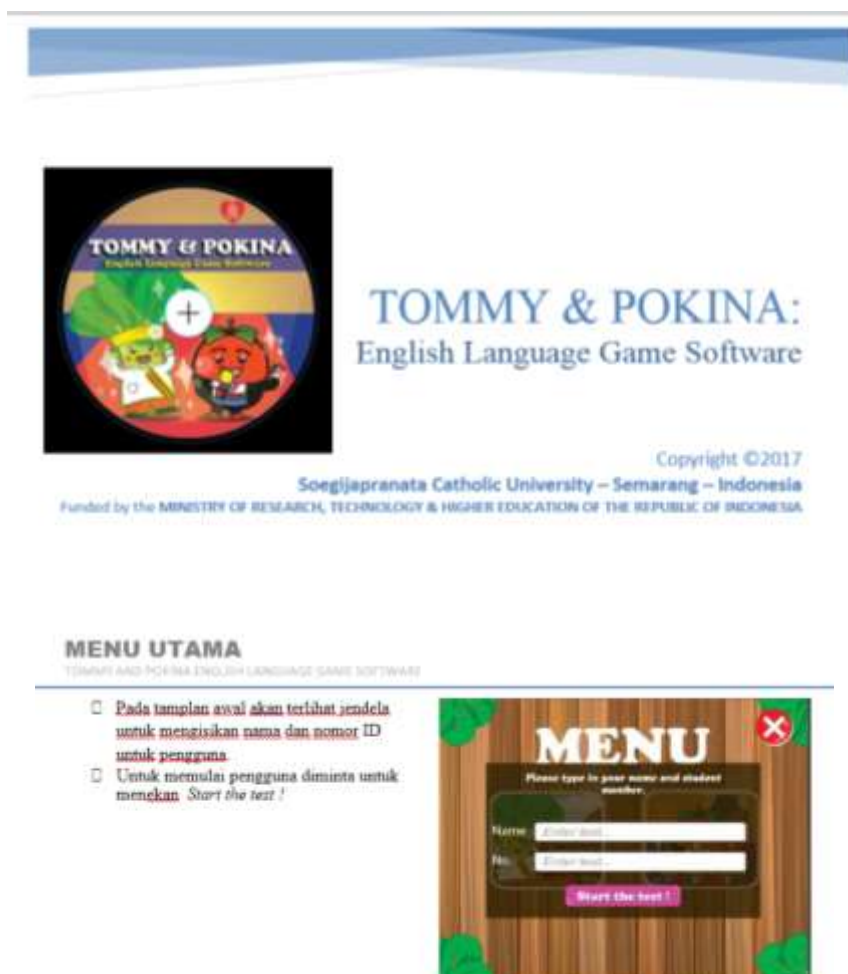 TOMMY & POKINA
English Language Game Software
TOMMY & POKINA:
English Language Game Software
Copyright ©2017
Soegijapranata Catholic University – Semarang – Indonesia
Funded by the MINISTRY OF RESEARCH, TECHNOLOGY & HIGHER EDUCATION OF THE REPUBLIC OF INDONESIA
MENU UTAMA
TOMMY AND POKINA ENGLISH LANGUAGE GAME SOFTWARE
Pada tamplan awal akan terlihat jendela
untuk mengisikan nama dan nomor ID
untuk pengguna
Untuk memulai pengguna diminta untuk
menekan Start the test !
MENU
Please type in your name and student
number.
Name
Enter text...
No.
Enter text...
Start the test !